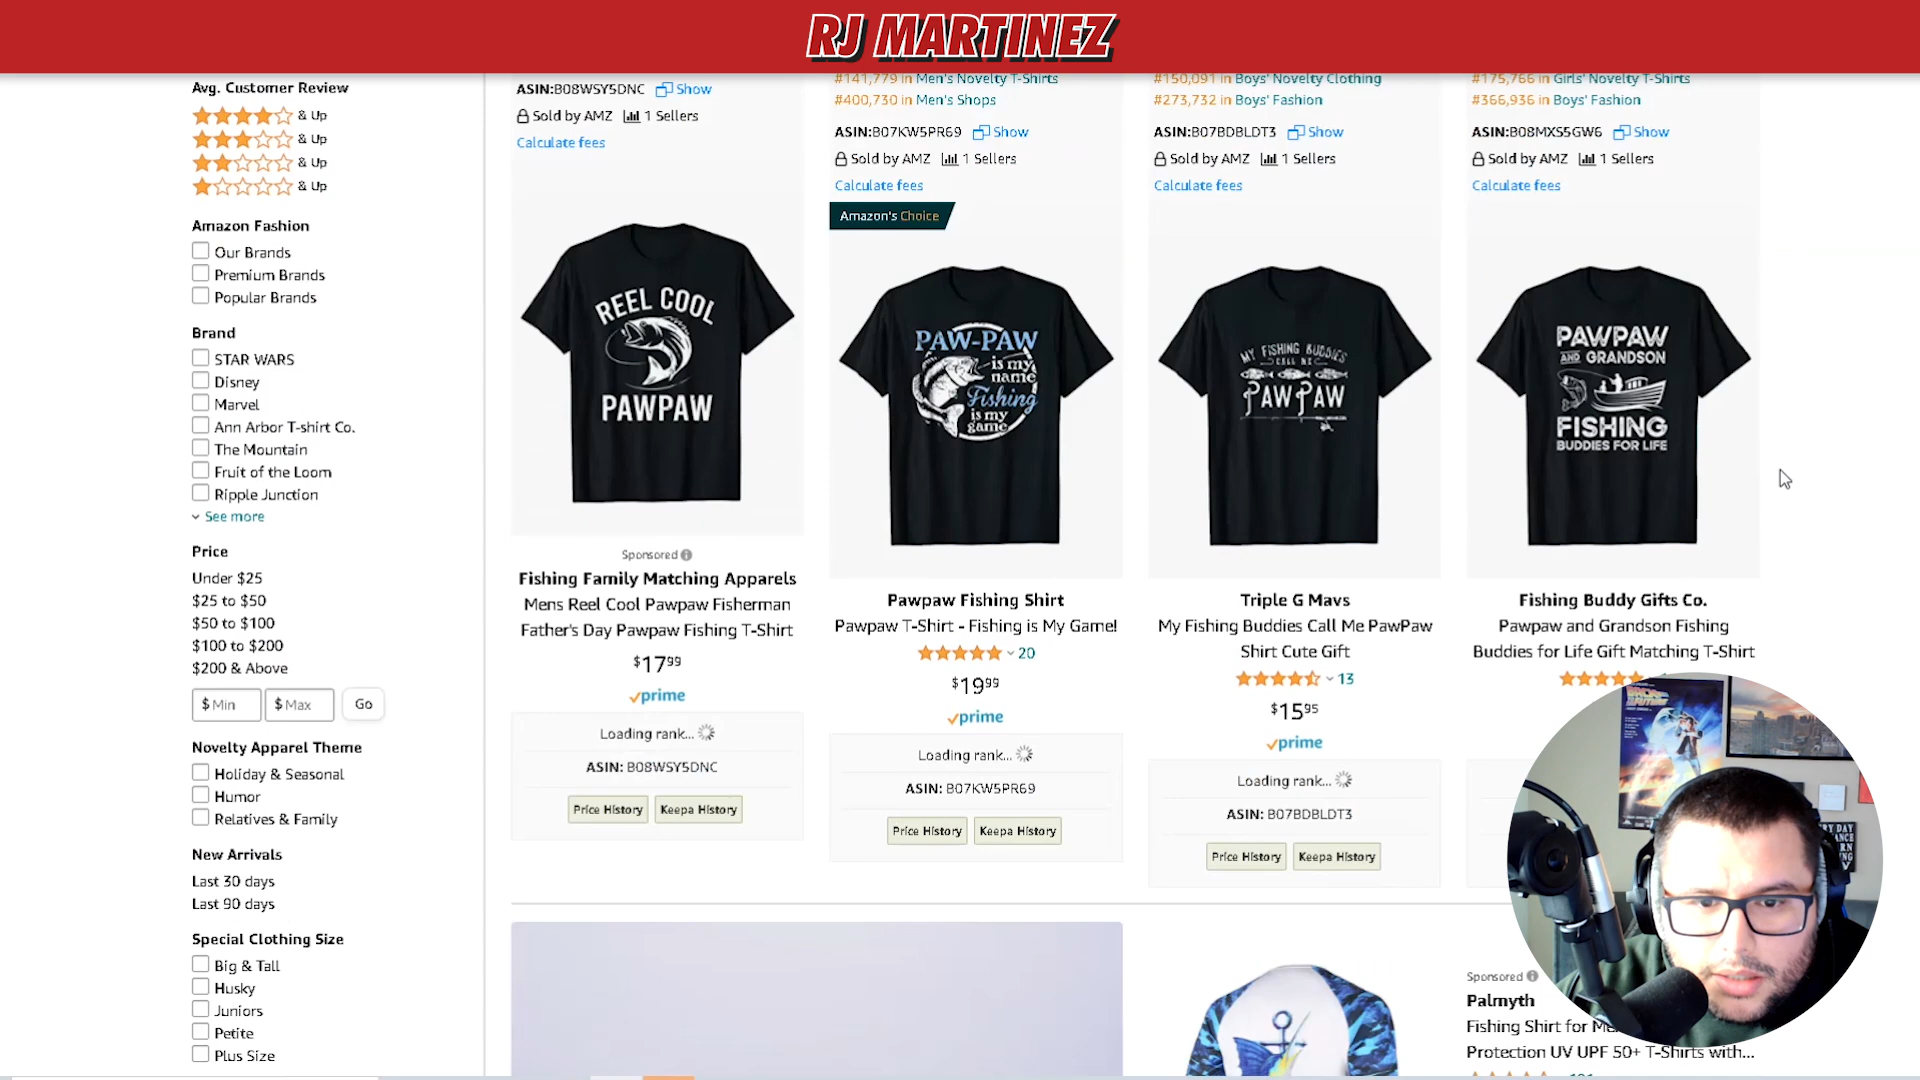 RJ MARTINEZ
Avg. Customer Review
& Up
& Up
& Up
& Up
Amazon Fashion
Our Brands
Premium Brands
Popular Brands
Brand
STAR WARS
Disney
Marvel
Ann Arbor T-shirt Co.
The Mountain
Fruit of the Loom
Ripple Junction
See more
Price
Under $25
$25 to $50
$50 to $100
$100 to $200
$200 & Above
$ Min
$ Max
Go
Novelty Apparel Theme
Holiday & Seasonal
Humor
Relatives & Family
New Arrivals
Last 30 days
Last 90 days
Special Clothing Size
Big & Tall
Husky
Juniors
Petite
Plus Size
ASIN:B08WSY5DNC Show
Sold by AMZ 1 Sellers
Calculate fees
REEL COOL
PAWPAW
Sponsored
Fishing Family Matching Apparels
Mens Reel Cool Pawpaw Fisherman
Father's Day Pawpaw Fishing T-Shirt
$17.99
prime
Loading rank...
ASIN: B08WSY5DNC
Price History Keepa History
#141,779 in Men's Novelty T-Shirts
#400,730 in Men's Shops
ASIN:B07KW5PR69 Show
Sold by AMZ 1 Sellers
Calculate fees
Amazon's Choice
PAW-PAW
is my
name
Fishing
is my
game
Pawpaw Fishing Shirt
Pawpaw T-Shirt - Fishing is My Game!
20
$19.99
prime
Loading rank...
ASIN: B07KW5PR69
Price History Keepa History
#150,091 in Boys' Novelty Clothing
#273,732 in Boys' Fashion
ASIN:B07BDBLDT3 Show
Sold by AMZ 1 Sellers
Calculate fees
MY FISHING BUDDIES
CALL ME
PAW PAW
Triple G Mavs
My Fishing Buddies Call Me PawPaw
Shirt Cute Gift
13
$15.95
prime
Loading rank...
ASIN: B07BDBLDT3
Price History Keepa History
#175,766 in Girls' Novelty T-Shirts
#366,936 in Boys' Fashion
ASIN:B08MXS5GW6 Show
Sold by AMZ 1 Sellers
Calculate fees
PAWPAW
AND GRANDSON
FISHING
BUDDIES FOR LIFE
Fishing Buddy Gifts Co.
Pawpaw and Grandson Fishing
Buddies for Life Gift Matching T-Shirt
Sponsored
Palmyth
Fishing Shirt for
Protection UV UPF 50+ T-Shirts with...